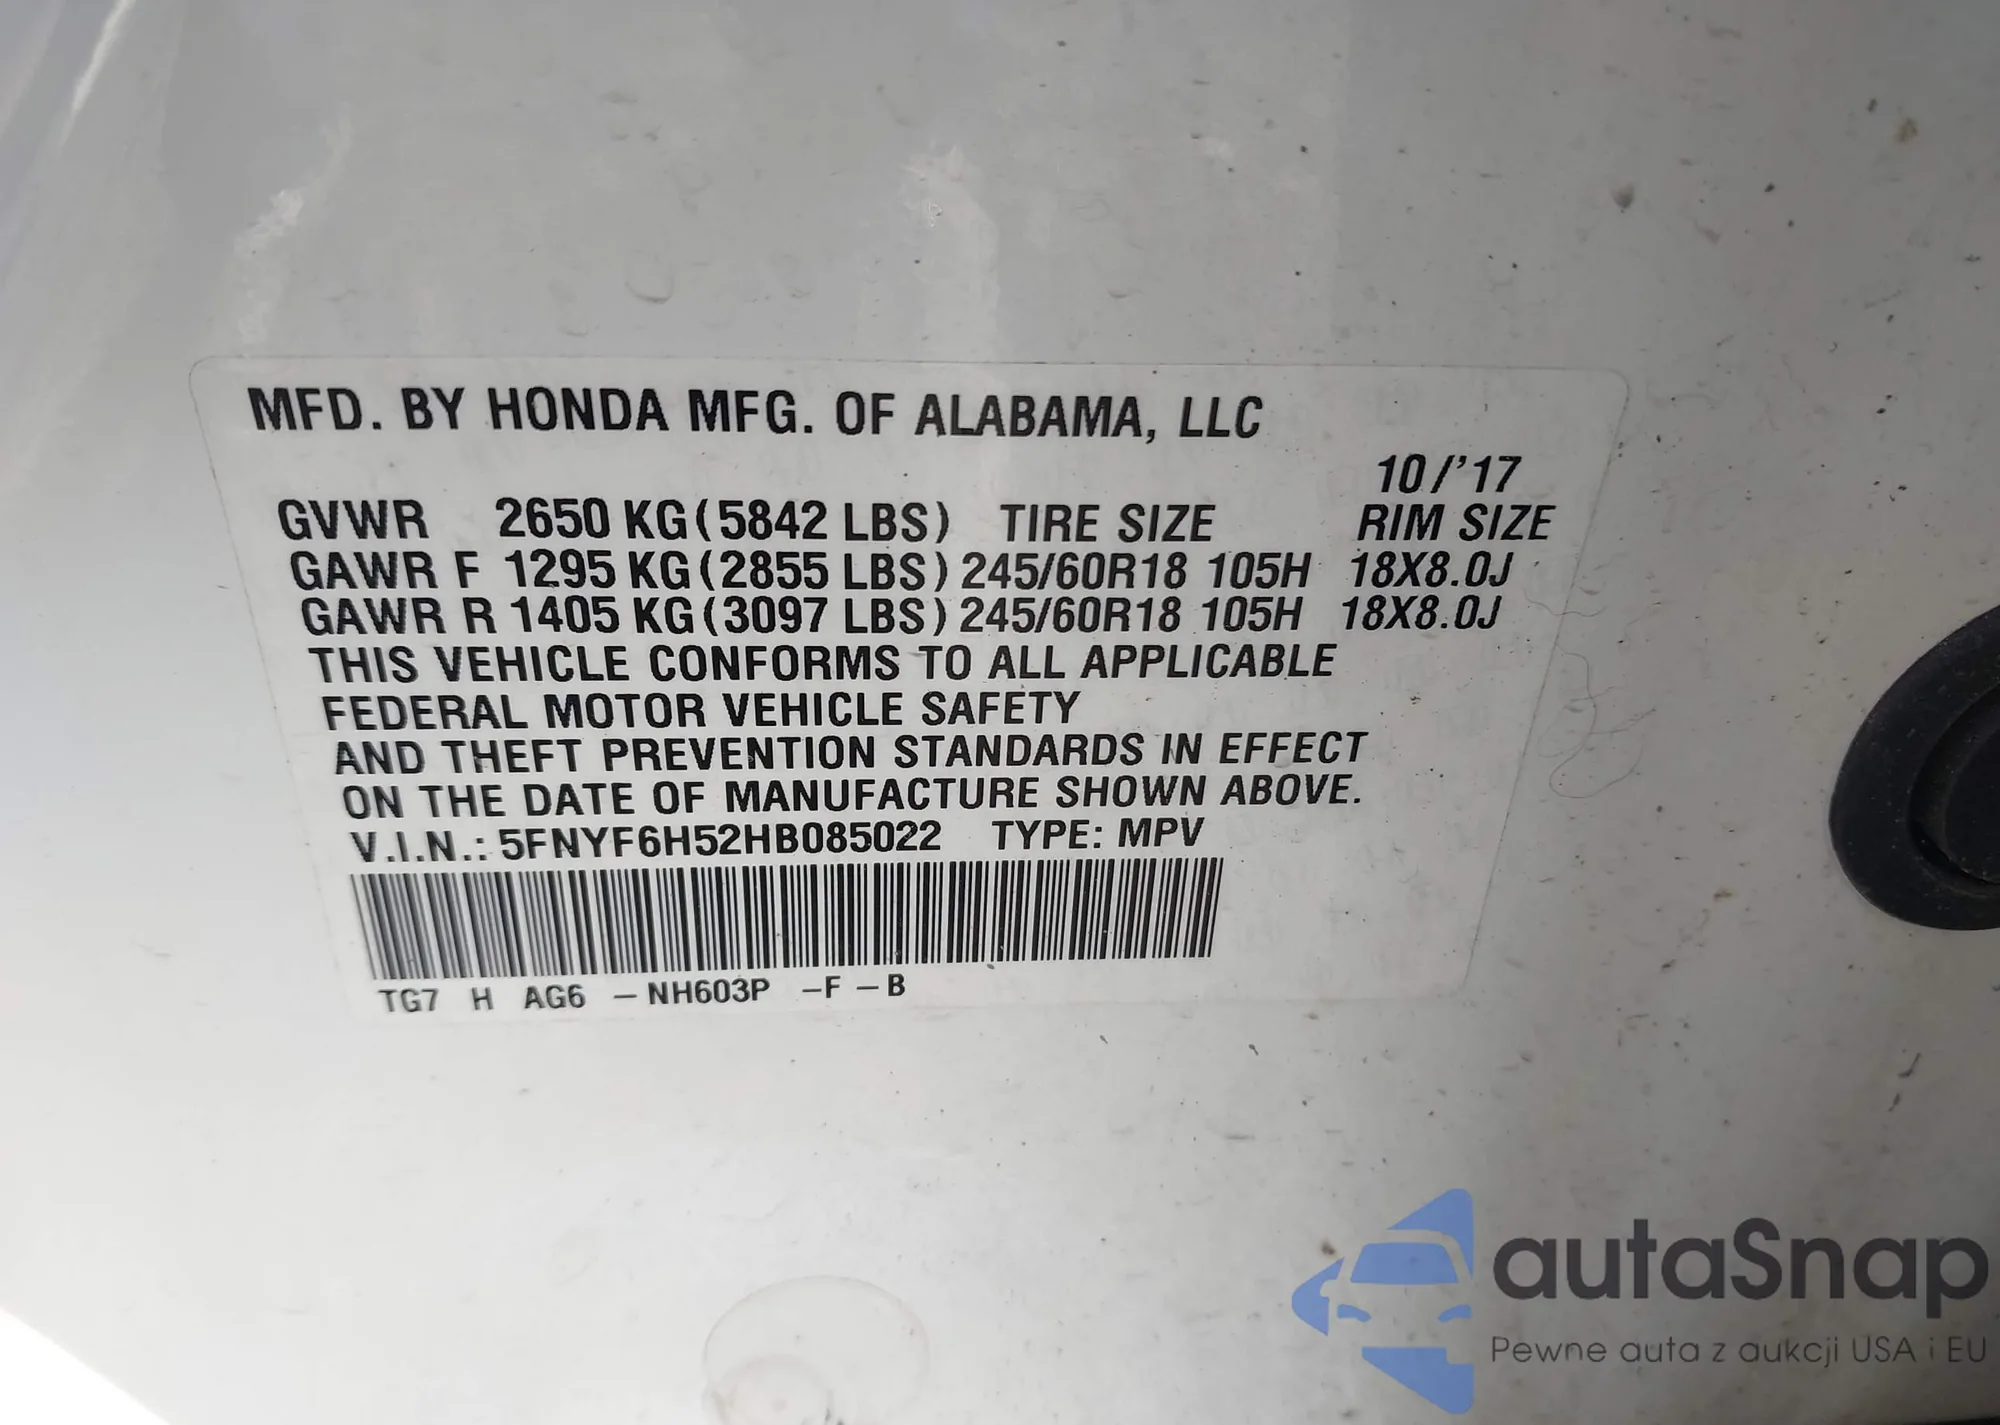 MFD. BY HONDA MFG. OF ALABAMA, LLC
10/'17
GVWR 2650 KG(5842 LBS) TIRE SIZE RIM SIZE
GAWR F 1295 KG(2855 LBS) 245/60R18 105H 18X8.0J
GAWR R 1405 KG(3097 LBS) 245/60R18 105H 18X8.0J
THIS VEHICLE CONFORMS TO ALL APPLICABLE
FEDERAL MOTOR VEHICLE SAFETY
AND THEFT PREVENTION STANDARDS IN EFFECT
ON THE DATE OF MANUFACTURE SHOWN ABOVE.
V.I.N.: 5FNYF6H52HB085022 TYPE: MPV
TG7 H AG6 – NH603P –F – B
autaSnap
Pewne auta z aukcji USA i EU